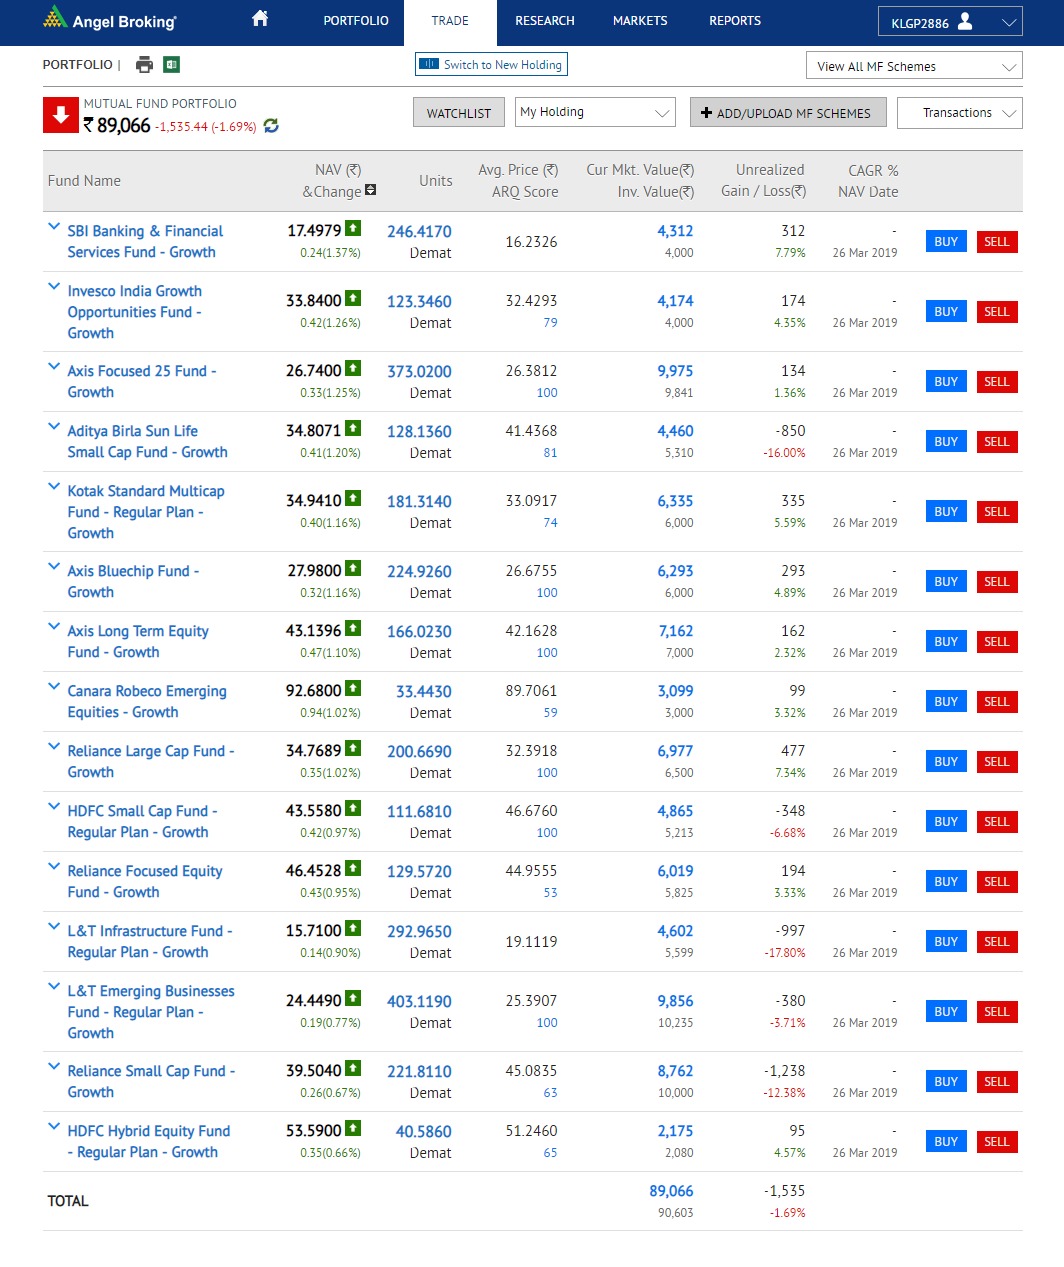 Angel Broking
PORTFOLIO TRADE RESEARCH MARKETS REPORTS KLGP2886
PORTFOLIO |
Switch to New Holding
View All MF Schemes
MUTUAL FUND PORTFOLIO
₹ 89,066 -1,535.44 (-1.69%)
WATCHLIST My Holding + ADD/UPLOAD MF SCHEMES Transactions
Fund Name NAV (₹) &Change Units Avg. Price (₹) ARQ Score Cur Mkt. Value(₹) Inv. Value(₹) Unrealized Gain / Loss(₹) CAGR % NAV Date
SBI Banking & Financial 17.4979 246.4170 16.2326 4,312 312 - BUY SELL
Services Fund - Growth 0.24(1.37%) Demat 4,000 7.79% 26 Mar 2019
Invesco India Growth
Opportunities Fund - 33.8400 123.3460 32.4293 4,174 174 - BUY SELL
Growth 0.42(1.26%) Demat 79 4,000 4.35% 26 Mar 2019
Axis Focused 25 Fund - 26.7400 373.0200 26.3812 9,975 134 - BUY SELL
Growth 0.33(1.25%) Demat 100 9,841 1.36% 26 Mar 2019
Aditya Birla Sun Life 34.8071 128.1360 41.4368 4,460 -850 - BUY SELL
Small Cap Fund - Growth 0.41(1.20%) Demat 81 5,310 -16.00% 26 Mar 2019
Kotak Standard Multicap
Fund - Regular Plan - 34.9410 181.3140 33.0917 6,335 335 - BUY SELL
Growth 0.40(1.16%) Demat 74 6,000 5.59% 26 Mar 2019
Axis Bluechip Fund - 27.9800 224.9260 26.6755 6,293 293 - BUY SELL
Growth 0.32(1.16%) Demat 100 6,000 4.89% 26 Mar 2019
Axis Long Term Equity 43.1396 166.0230 42.1628 7,162 162 - BUY SELL
Fund - Growth 0.47(1.10%) Demat 100 7,000 2.32% 26 Mar 2019
Canara Robeco Emerging 92.6800 33.4430 89.7061 3,099 99 - BUY SELL
Equities - Growth 0.94(1.02%) Demat 59 3,000 3.32% 26 Mar 2019
Reliance Large Cap Fund - 34.7689 200.6690 32.3918 6,977 477 - BUY SELL
Growth 0.35(1.02%) Demat 100 6,500 7.34% 26 Mar 2019
HDFC Small Cap Fund - 43.5580 111.6810 46.6760 4,865 -348 - BUY SELL
Regular Plan - Growth 0.42(0.97%) Demat 100 5,213 -6.68% 26 Mar 2019
Reliance Focused Equity 46.4528 129.5720 44.9555 6,019 194 - BUY SELL
Fund - Growth 0.43(0.95%) Demat 53 5,825 3.33% 26 Mar 2019
L&T Infrastructure Fund - 15.7100 292.9650 19.1119 4,602 -997 - BUY SELL
Regular Plan - Growth 0.14(0.90%) Demat 5,599 -17.80% 26 Mar 2019
L&T Emerging Businesses
Fund - Regular Plan - 24.4490 403.1190 25.3907 9,856 -380 - BUY SELL
Growth 0.19(0.77%) Demat 100 10,235 -3.71% 26 Mar 2019
Reliance Small Cap Fund - 39.5040 221.8110 45.0835 8,762 -1,238 - BUY SELL
Growth 0.26(0.67%) Demat 63 10,000 -12.38% 26 Mar 2019
HDFC Hybrid Equity Fund 53.5900 40.5860 51.2460 2,175 95 - BUY SELL
- Regular Plan - Growth 0.35(0.66%) Demat 65 2,080 4.57% 26 Mar 2019
TOTAL 89,066 -1,535
90,603 -1.69%